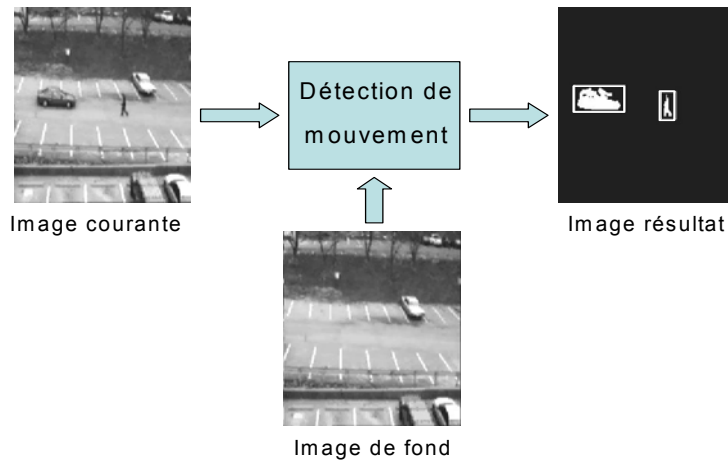 Détection de
mouvement
Image courante
Image résultat
Image de fond